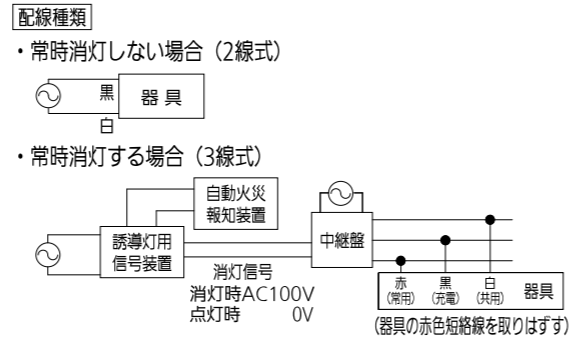 配線種類
・常時消灯しない場合（2線式）
黒
器具
白
・常時消灯する場合（3線式）
自動火災
報知装置
誘導灯用
信号装置
中継盤
消灯信号
消灯時AC100V
点灯時 0V
赤 黒 白
(常用) (充電) (共用)
器具
(器具の赤色短絡線を取りはずす)